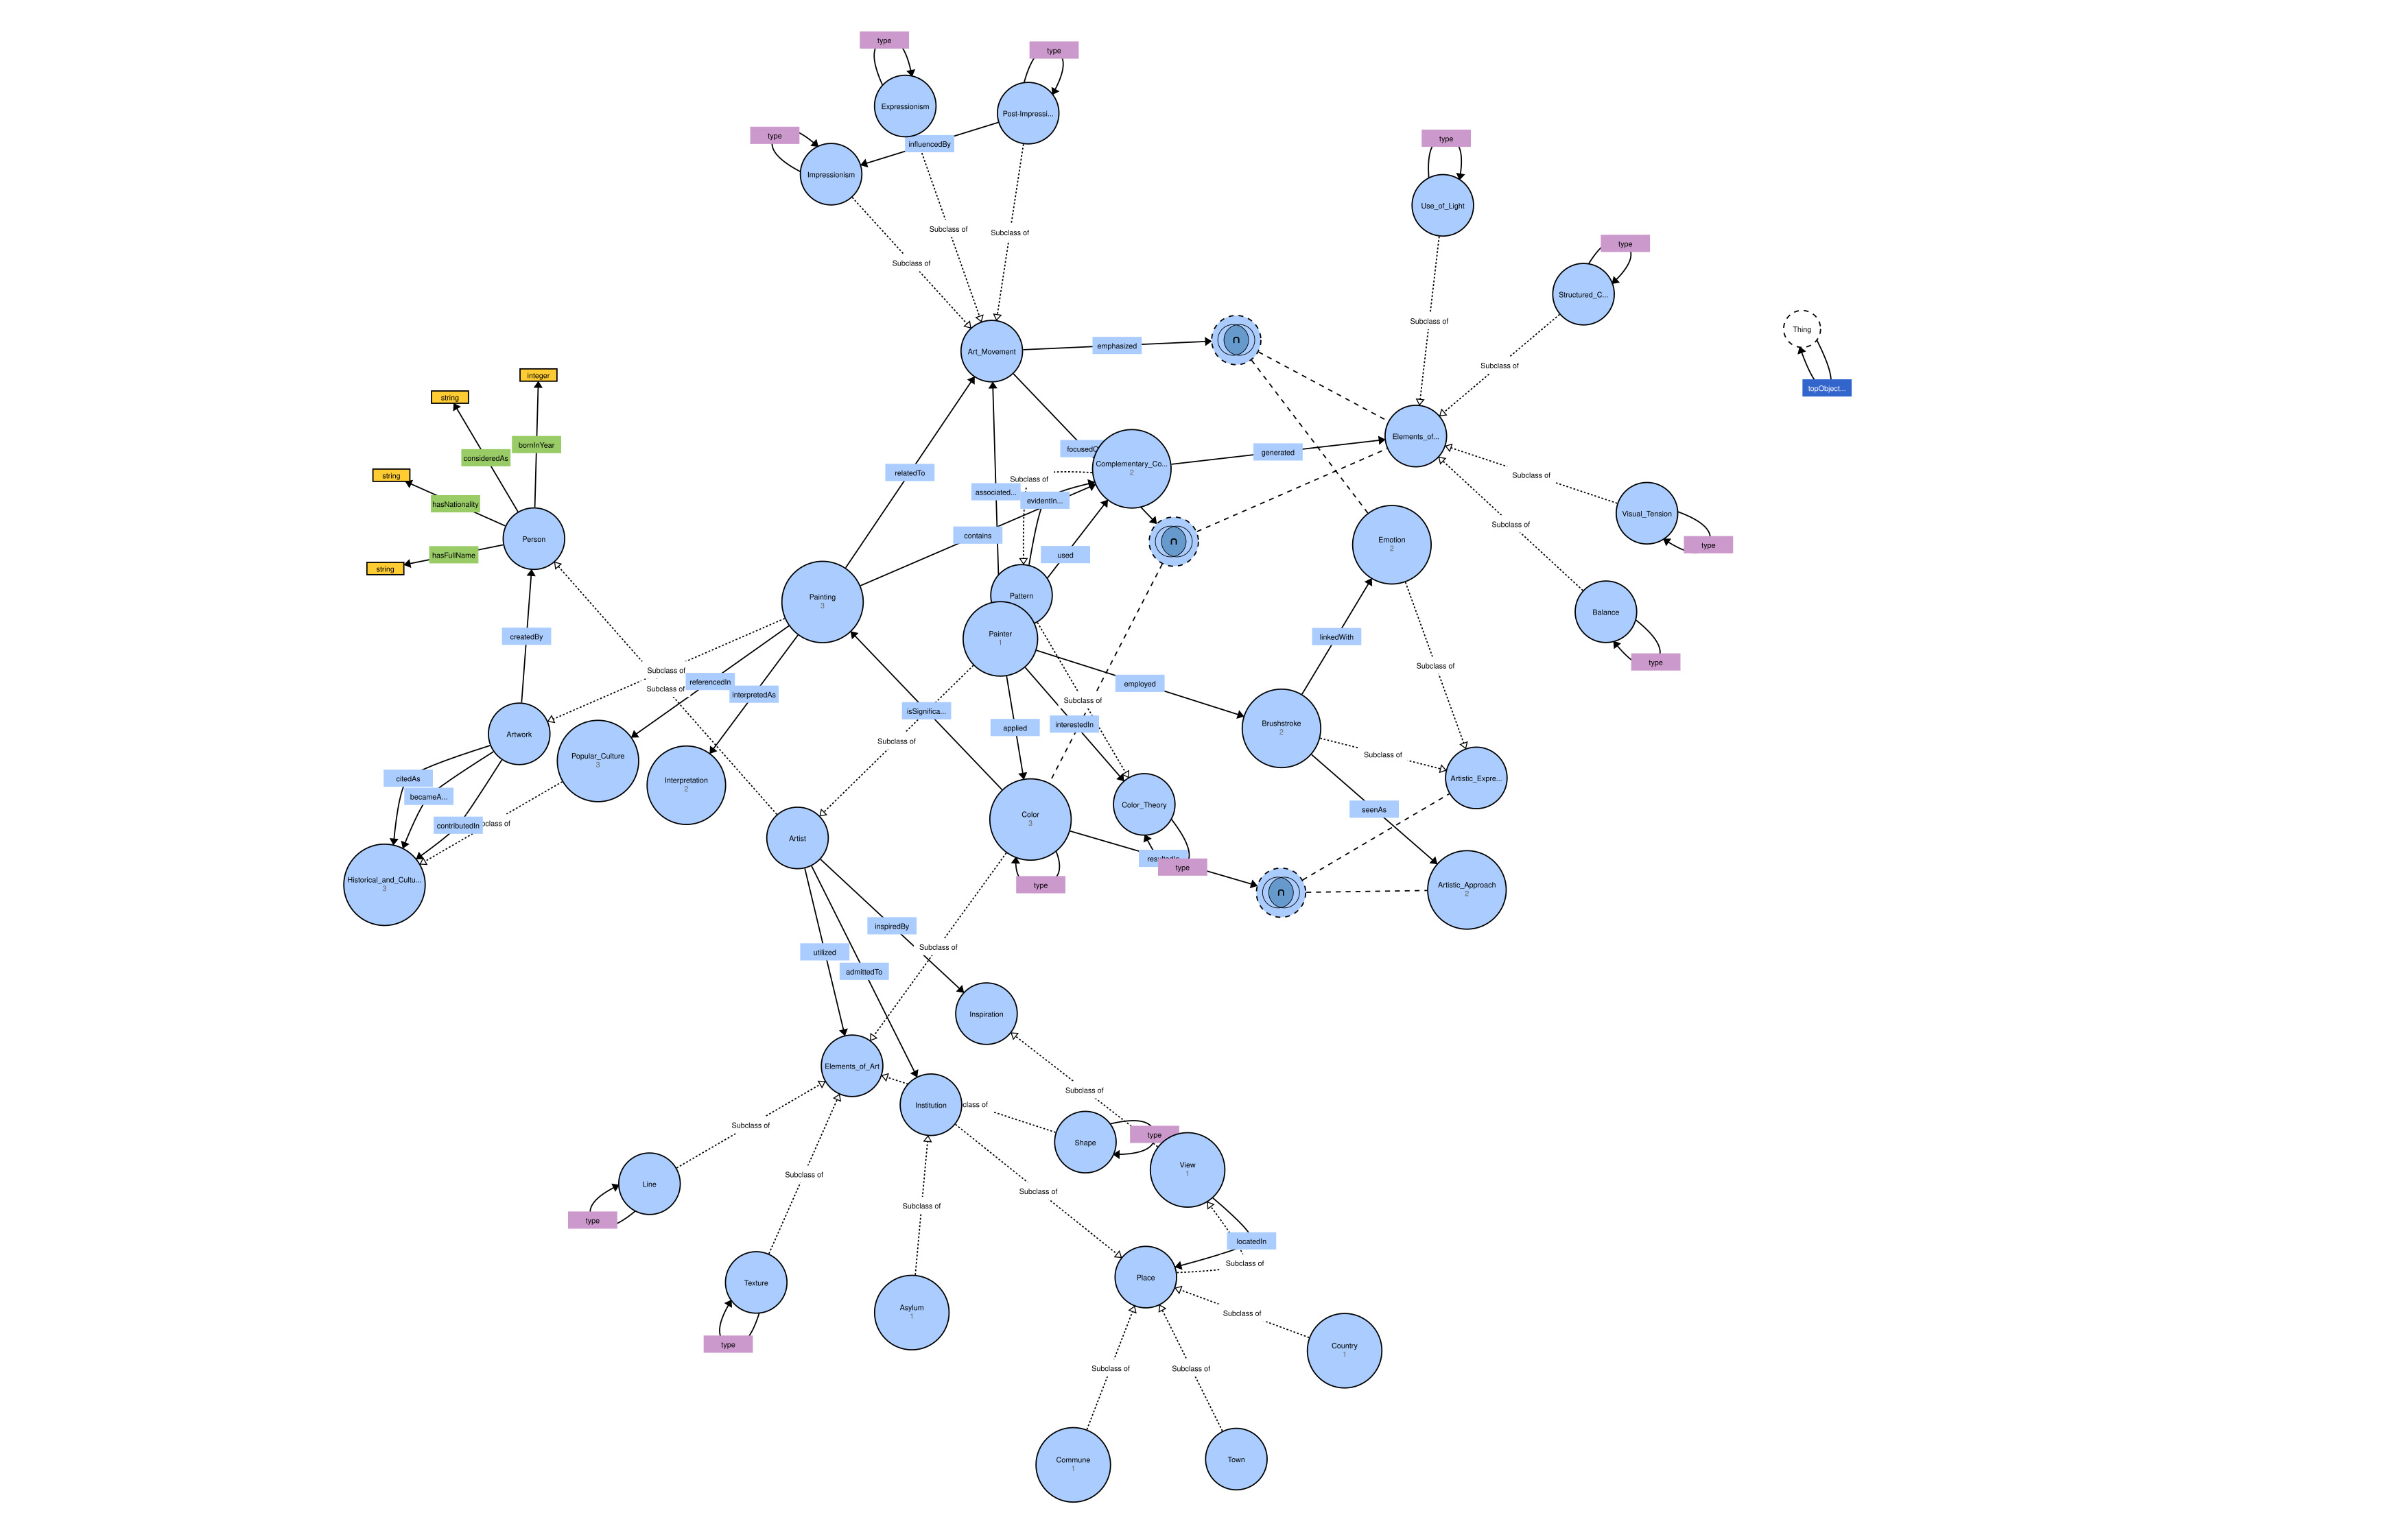 type
type
Expressionism
Post-Impressi...
type
influencedBy
type
Impressionism
Use_of_Light
Subclass of
Subclass of
Subclass of
type
Structured_C...
Subclass of
Thing
topObject...
Art_Movement
emphasized
Subclass of
integer
string
bornInYear
consideredAs
string
hasNationality
Person
hasFullName
string
relatedTo
focusedO
Complementary_Co...
2
generated
Elements_of...
Subclass of
associated...
evidentIn...
contains
used
Subclass of
Visual_Tension
type
Subclass of
Emotion
2
Painting
3
Pattern
Painter
1
Balance
type
createdBy
linkedWith
Subclass of
Subclass of
Subclass of
referencedIn
interpretedAs
employed
Subclass of
isSignifica...
applied
interestedIn
Subclass of
Brushstroke
2
Subclass of
Artwork
Popular_Culture
3
Interpretation
2
Artistic_Expre...
citedAs
becameA...
contributedIn
bclass of
Artist
Color
3
Color_Theory
seenAs
resultedIn
type
type
Historical_and_Cultu...
3
Artistic_Approach
2
inspiredBy
utilized
Subclass of
admittedTo
Inspiration
Elements_of_Art
Institution
class of
Subclass of
Subclass of
Shape
type
View
1
Line
type
Subclass of
Subclass of
Subclass of
locatedIn
Subclass of
Texture
type
Asylum
1
Place
Subclass of
Country
1
Subclass of
Subclass of
Commune
1
Town